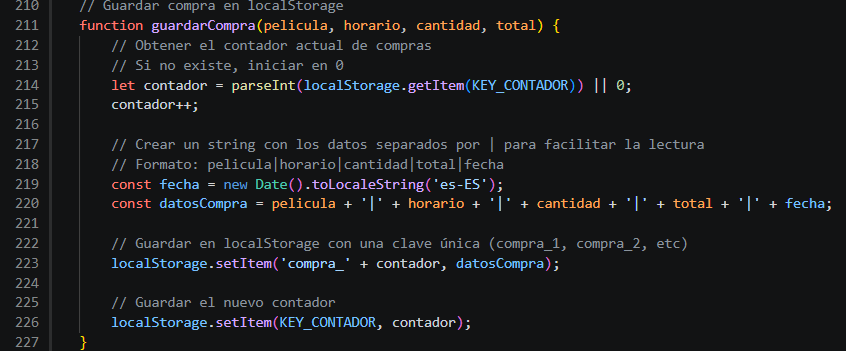 210 // Guardar compra en localStorage
211 function guardarCompra(pelicula, horario, cantidad, total) {
212     // Obtener el contador actual de compras
213     // Si no existe, iniciar en 0
214     let contador = parseInt(localStorage.getItem(KEY_CONTADOR)) || 0;
215     contador++;
216
217     // Crear un string con los datos separados por | para facilitar la lectura
218     // Formato: pelicula|horario|cantidad|total|fecha
219     const fecha = new Date().toLocaleString('es-ES');
220     const datosCompra = pelicula + '|' + horario + '|' + cantidad + '|' + total + '|' + fecha;
221
222     // Guardar en localStorage con una clave única (compra_1, compra_2, etc)
223     localStorage.setItem('compra_' + contador, datosCompra);
224
225     // Guardar el nuevo contador
226     localStorage.setItem(KEY_CONTADOR, contador);
227 }